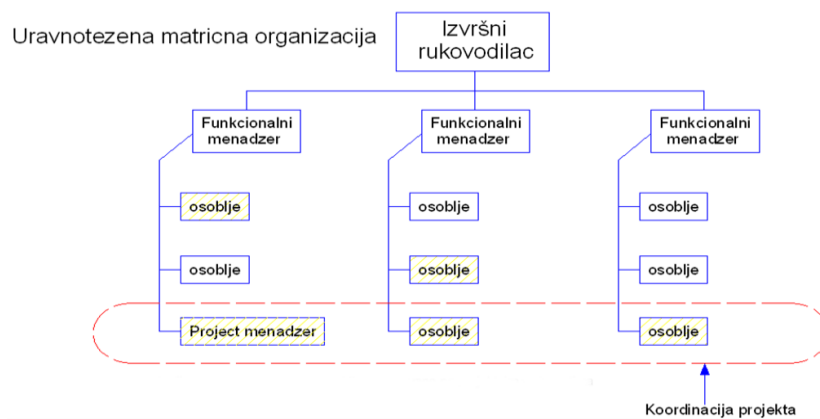 Uravnotezena matricna organizacija
Izvršni
rukovodilac
Funkcionalni
menadzer
Funkcionalni
menadzer
Funkcionalni
menadzer
osoblje
osoblje
osoblje
osoblje
osoblje
osoblje
Project menadzer
osoblje
osoblje
Koordinacija projekta